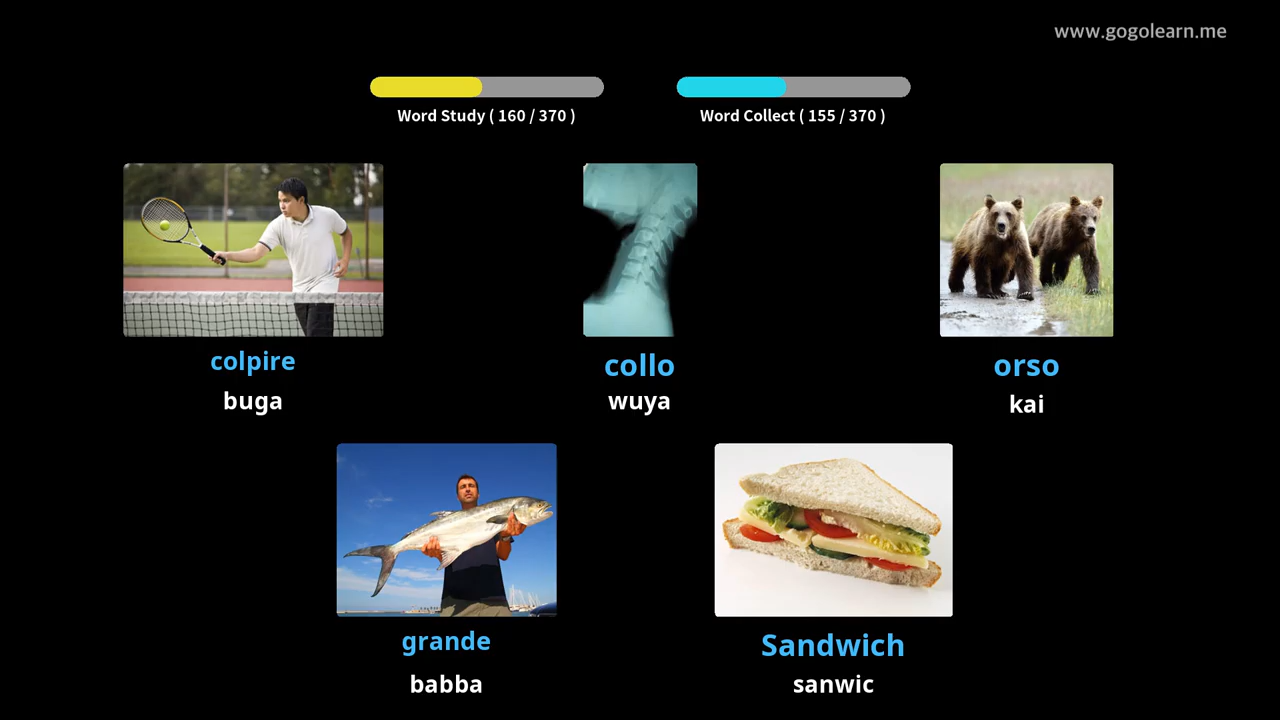 www.gogolearn.me
Word Study ( 160 / 370 )
Word Collect ( 155 / 370 )
colpire
buga
collo
wuya
orso
kai
grande
babba
Sandwich
sanwic